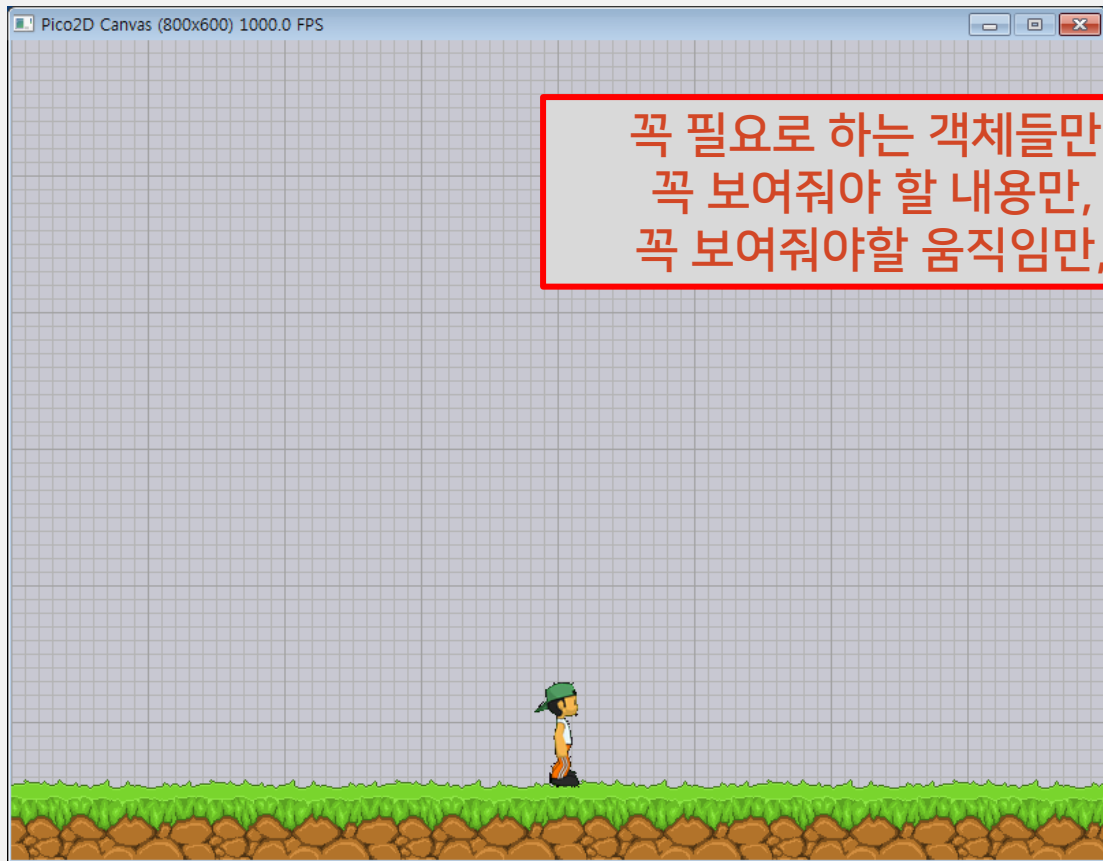 Pico2D Canvas (800x600) 1000.0 FPS
꼭 필요로 하는 객체들만
꼭 보여줘야 할 내용만,
꼭 보여줘야할 움직임만,